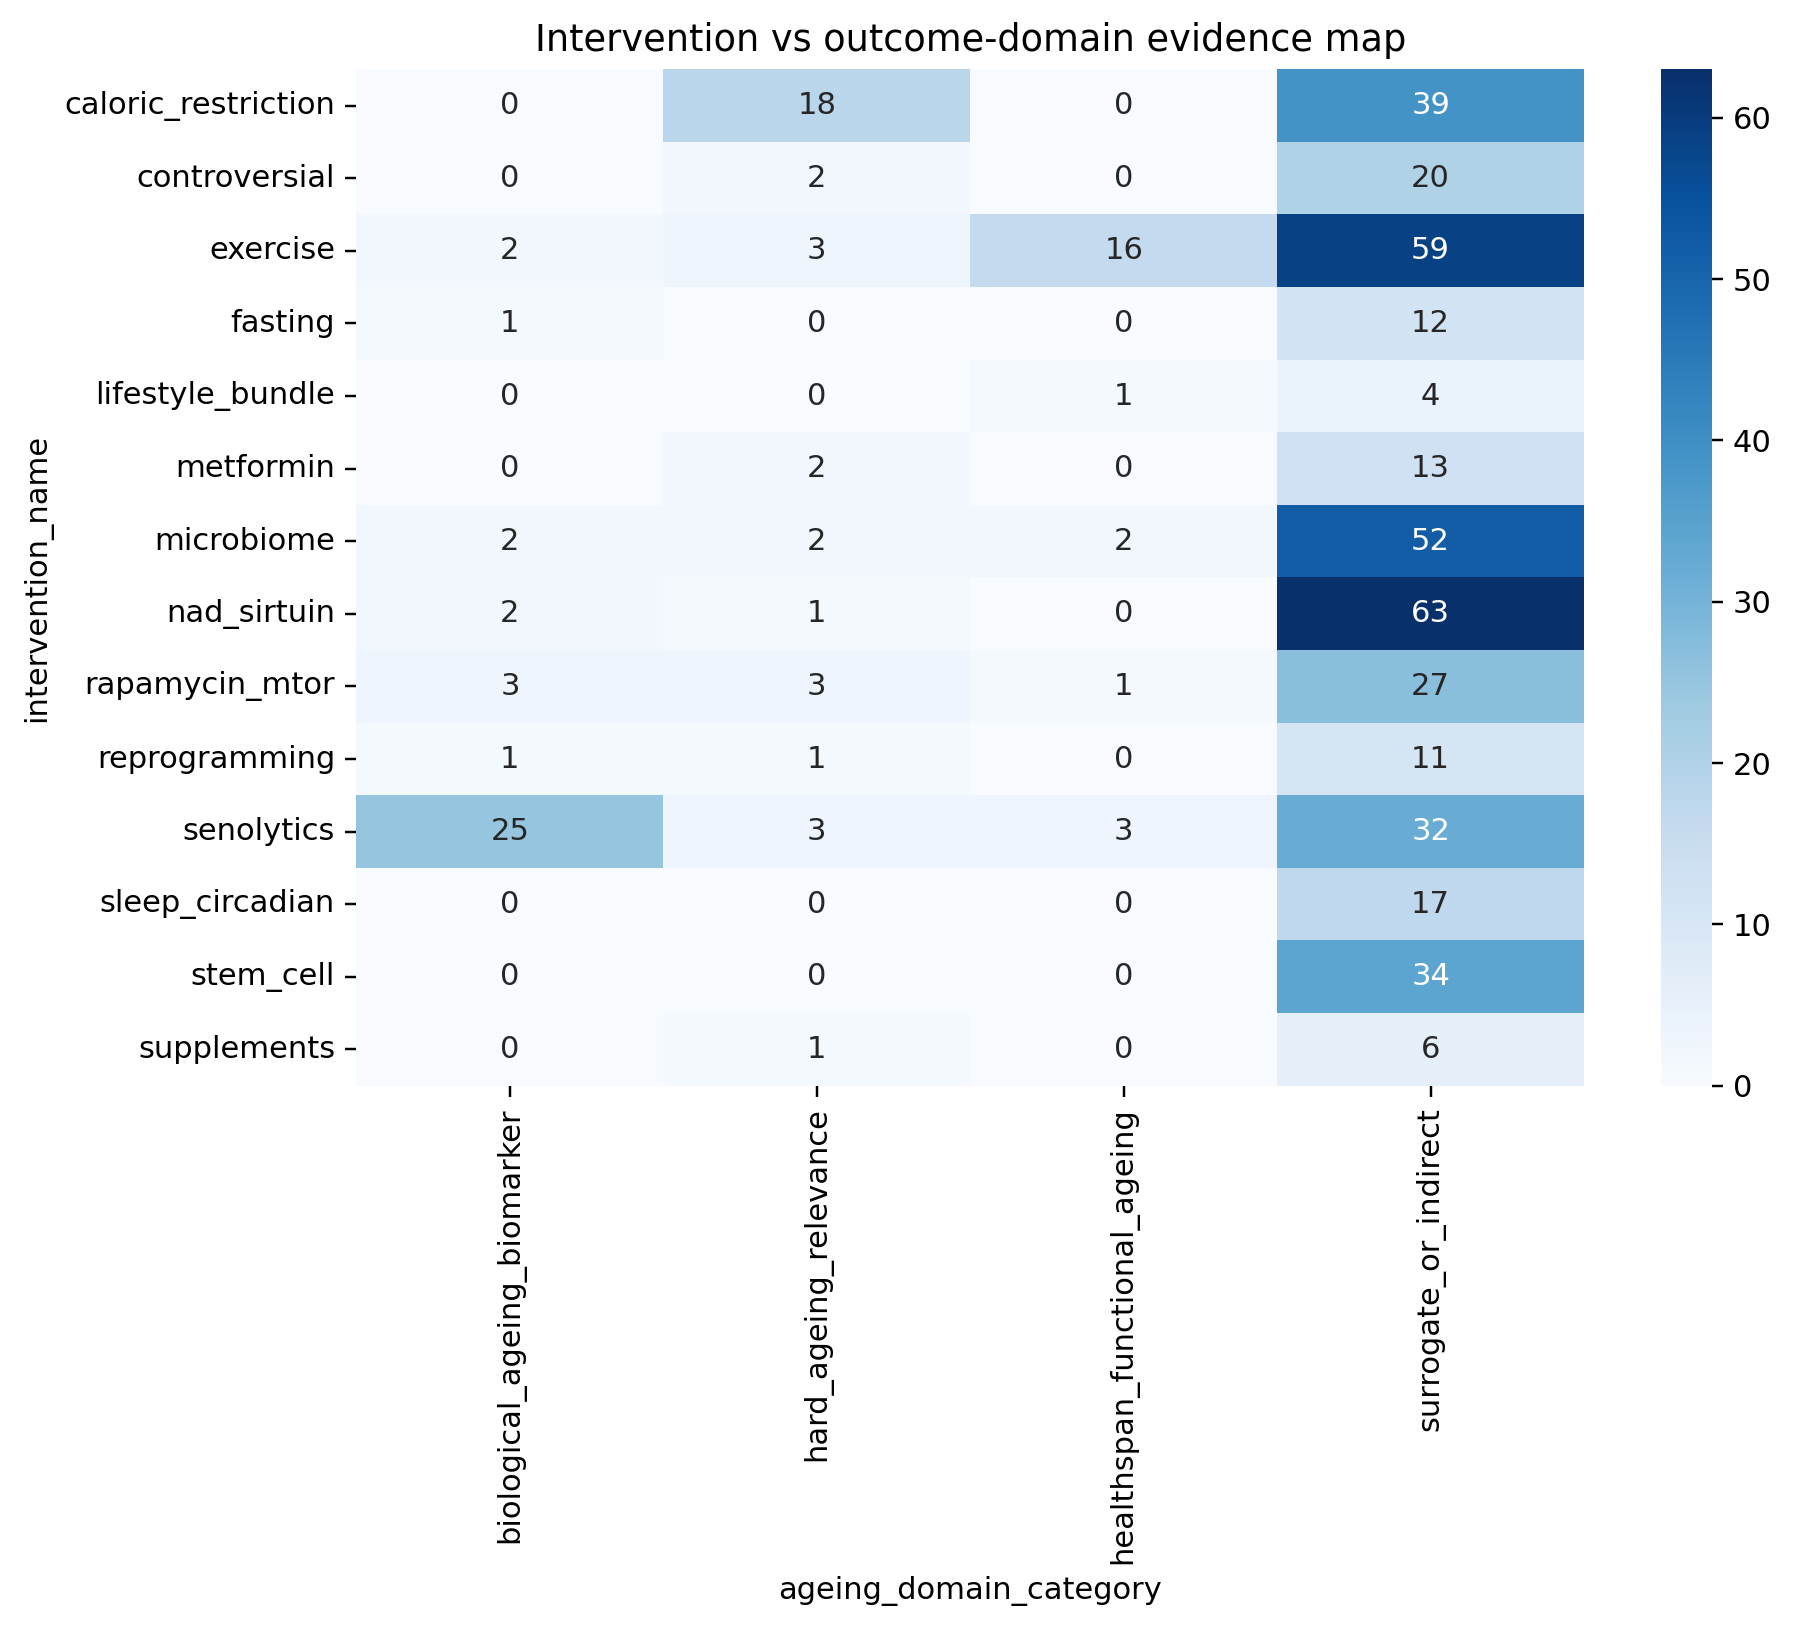 Intervention vs outcome-domain evidence map
intervention_name
caloric_restriction 0 18 0 39
controversial 0 2 0 20
exercise 2 3 16 59
fasting 1 0 0 12
lifestyle_bundle 0 0 1 4
metformin 0 2 0 13
microbiome 2 2 2 52
nad_sirtuin 2 1 0 63
rapamycin_mtor 3 3 1 27
reprogramming 1 1 0 11
senolytics 25 3 3 32
sleep_circadian 0 0 0 17
stem_cell 0 0 0 34
supplements 0 1 0 6
biological_ageing_biomarker
hard_ageing_relevance
healthspan_functional_ageing
surrogate_or_indirect
ageing_domain_category
60
50
40
30
20
10
0